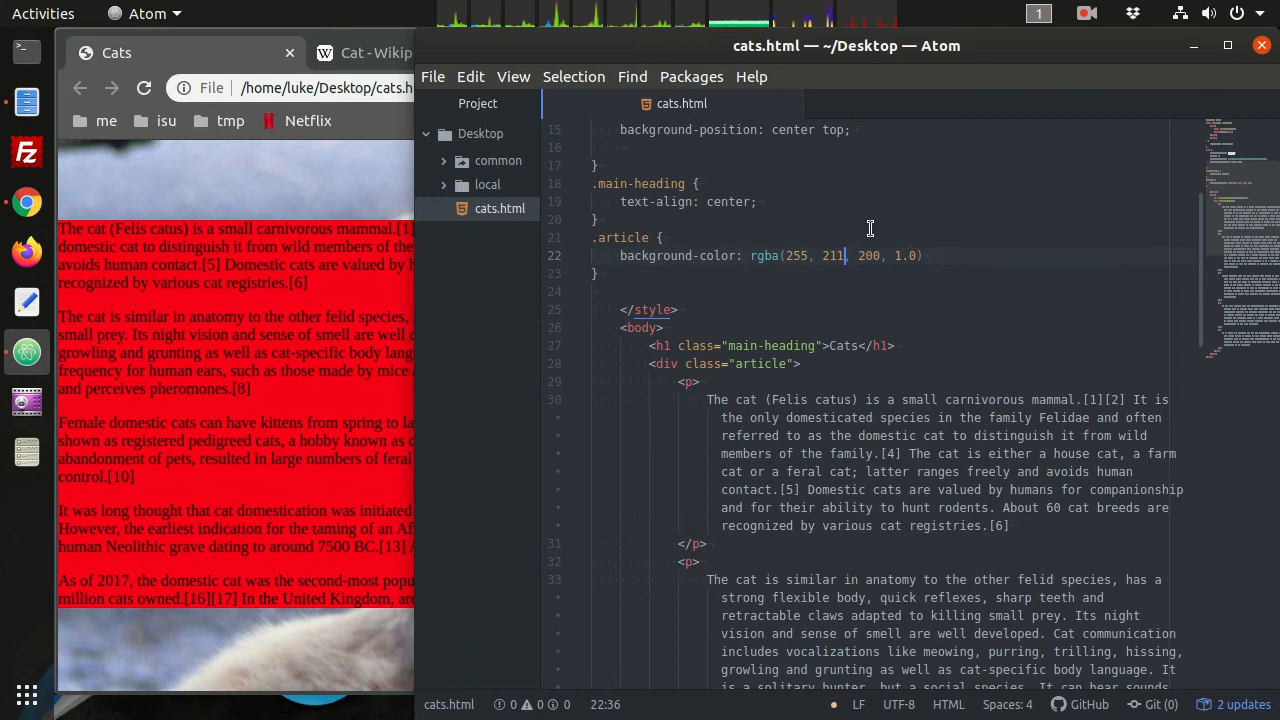 Activities
Atom
1
Cats
Cat - Wikip
File
/home/luke/Desktop/cats.h
me
isu
tmp
Netflix
The cat (Felis catus) is a small carnivorous mammal.[1]
domestic cat to distinguish it from wild members of the
avoids human contact.[5] Domestic cats are valued by h
recognized by various cat registries.[6]
The cat is similar in anatomy to the other felid species,
small prey. Its night vision and sense of smell are well d
growling and grunting as well as cat-specific body lang
frequency for human ears, such as those made by mice a
and perceives pheromones.[8]
Female domestic cats can have kittens from spring to la
shown as registered pedigreed cats, a hobby known as c
abandonment of pets, resulted in large numbers of feral
control.[10]
It was long thought that cat domestication was initiated
However, the earliest indication for the taming of an Af
human Neolithic grave dating to around 7500 BC.[13] A
As of 2017, the domestic cat was the second-most popu
million cats owned.[16][17] In the United Kingdom, aro
cats.html — ~/Desktop — Atom
File Edit View Selection Find Packages Help
Project
Desktop
common
local
cats.html
cats.html
15 background-position: center top;
16
17 }
18 .main-heading {
19 text-align: center;
20 }
21 .article {
22 background-color: rgba(255, 211, 200, 1.0)
23 }
24
25 </style>
26 <body>
27 <h1 class="main-heading">Cats</h1>
28 <div class="article">
29 <p>
30 The cat (Felis catus) is a small carnivorous mammal.[1][2] It is
the only domesticated species in the family Felidae and often
referred to as the domestic cat to distinguish it from wild
members of the family.[4] The cat is either a house cat, a farm
cat or a feral cat; latter ranges freely and avoids human
contact.[5] Domestic cats are valued by humans for companionship
and for their ability to hunt rodents. About 60 cat breeds are
recognized by various cat registries.[6]
31 </p>
32 <p>
33 The cat is similar in anatomy to the other felid species, has a
strong flexible body, quick reflexes, sharp teeth and
retractable claws adapted to killing small prey. Its night
vision and sense of smell are well developed. Cat communication
includes vocalizations like meowing, purring, trilling, hissing,
growling and grunting as well as cat-specific body language. It
is a solitary hunter, but a social species. It can hear sounds
cats.html 0 0 0 22:36
LF UTF-8 HTML Spaces: 4 GitHub Git (0) 2 updates